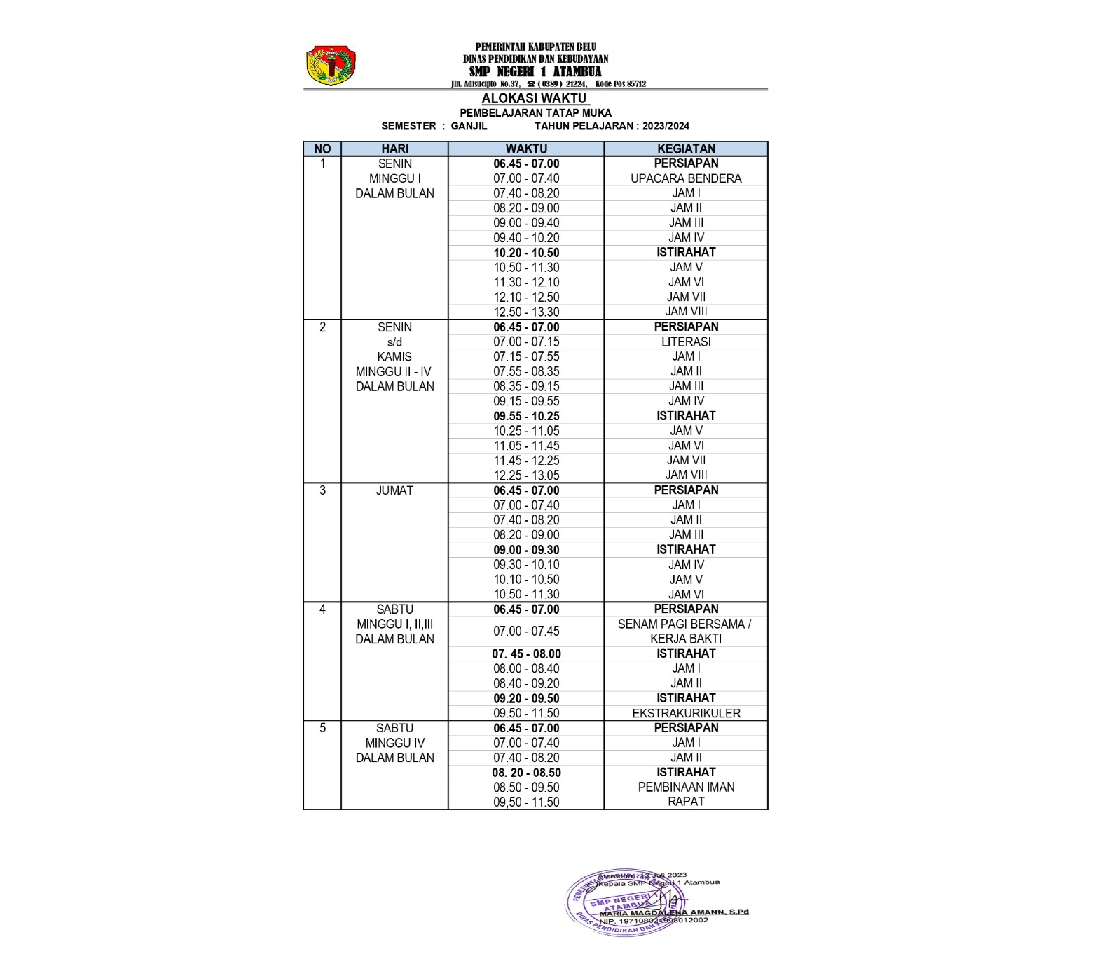 PEMERINTAH KABUPATEN BELU
DINAS PENDIDIKAN DAN KEBUDAYAAN
SMP NEGERI 1 ATAMBUA
Jln. Adisucipto No.37, ☎ ( 0389 ) 21224, Kode Pos 85712
ALOKASI WAKTU
PEMBELAJARAN TATAP MUKA
SEMESTER : GANJIL TAHUN PELAJARAN : 2023/2024
NO HARI WAKTU KEGIATAN
1 SENIN 06.45 - 07.00 PERSIAPAN
MINGGU I 07.00 - 07.40 UPACARA BENDERA
DALAM BULAN 07.40 - 08.20 JAM I
08.20 - 09.00 JAM II
09.00 - 09.40 JAM III
09.40 - 10.20 JAM IV
10.20 - 10.50 ISTIRAHAT
10.50 - 11.30 JAM V
11.30 - 12.10 JAM VI
12.10 - 12.50 JAM VII
12.50 - 13.30 JAM VIII
2 SENIN 06.45 - 07.00 PERSIAPAN
s/d 07.00 - 07.15 LITERASI
KAMIS 07.15 - 07.55 JAM I
MINGGU II - IV 07.55 - 08.35 JAM II
DALAM BULAN 08.35 - 09.15 JAM III
09.15 - 09.55 JAM IV
09.55 - 10.25 ISTIRAHAT
10.25 - 11.05 JAM V
11.05 - 11.45 JAM VI
11.45 - 12.25 JAM VII
12.25 - 13.05 JAM VIII
3 JUMAT 06.45 - 07.00 PERSIAPAN
07.00 - 07.40 JAM I
07.40 - 08.20 JAM II
08.20 - 09.00 JAM III
09.00 - 09.30 ISTIRAHAT
09.30 - 10.10 JAM IV
10.10 - 10.50 JAM V
10.50 - 11.30 JAM VI
4 SABTU 06.45 - 07.00 PERSIAPAN
MINGGU I, II,III 07.00 - 07.45 SENAM PAGI BERSAMA /
DALAM BULAN KERJA BAKTI
07. 45 - 08.00 ISTIRAHAT
08.00 - 08.40 JAM I
08.40 - 09.20 JAM II
09.20 - 09.50 ISTIRAHAT
09.50 - 11.50 EKSTRAKURIKULER
5 SABTU 06.45 - 07.00 PERSIAPAN
MINGGU IV 07.00 - 07.40 JAM I
DALAM BULAN 07.40 - 08.20 JAM II
08. 20 - 08.50 ISTIRAHAT
08.50 - 09.50 PEMBINAAN IMAN
09,50 - 11.50 RAPAT
2023
Kepala SMP Negeri 1 Atambua
SMP NEGERI
ATAMBUA
MARIA MAGDALENA AMANN, S.Pd
NIP.
DINAS PENDIDIKAN DAN